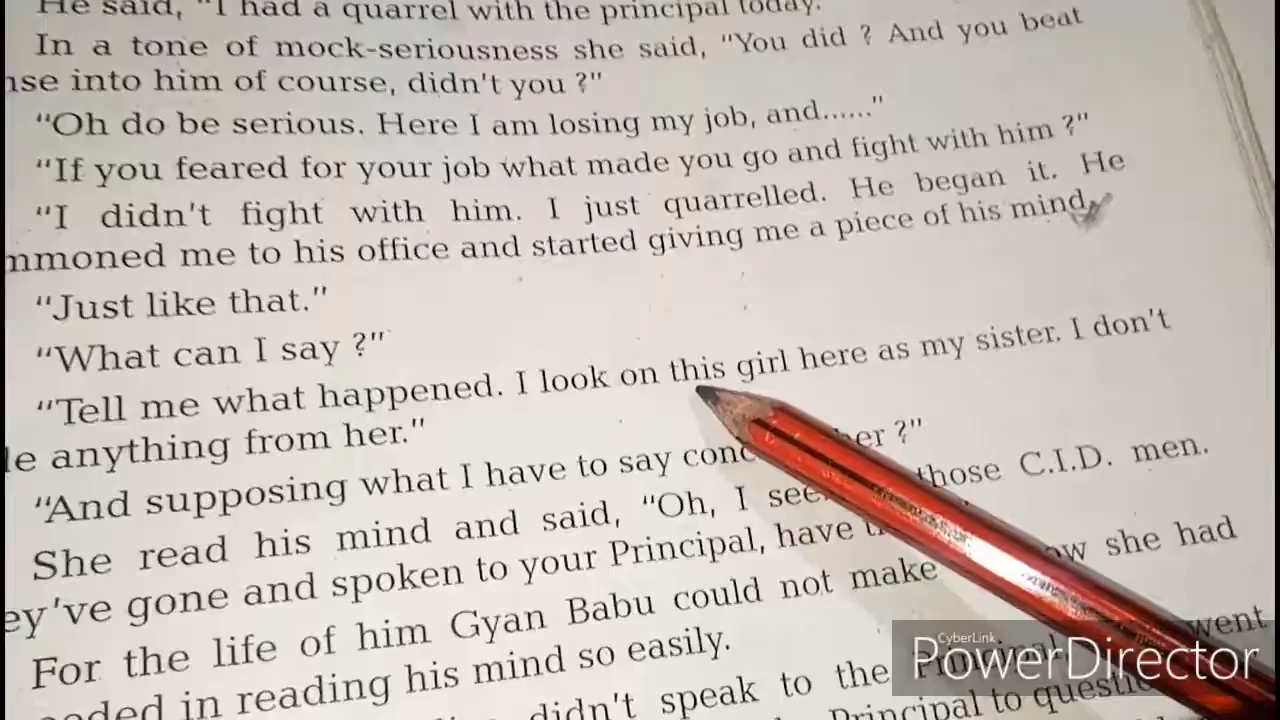 He said, "I had a quarrel with the principal today.
In a tone of mock-seriousness she said, "You did ? And you beat
nse into him of course, didn't you ?"
"Oh do be serious. Here I am losing my job, and......"
"If you feared for your job what made you go and fight with him ?"
"I didn't fight with him. I just quarrelled. He began it. He
mmoned me to his office and started giving me a piece of his mind.
"Just like that."
"What can I say ?"
"Tell me what happened. I look on this girl here as my sister. I don't
le anything from her."
"And supposing what I have to say conc her ?"
She read his mind and said, "Oh, I see. those C.I.D. men.
ey've gone and spoken to your Principal, have
For the life of him Gyan Babu could not make how she had
eeded in reading his mind so easily.
didn't speak to the Principal went
Principal to question
CyberLink
PowerDirector